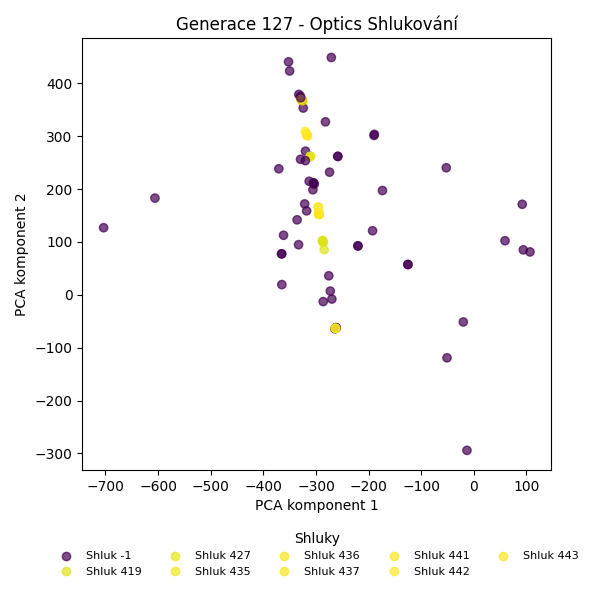 Generace 127 - Optics Shlukování
PCA komponent 2
400
300
200
100
0
−100
−200
−300
−700 −600 −500 −400 −300 −200 −100 0 100
PCA komponent 1
Shluky
Shluk -1 Shluk 427 Shluk 436 Shluk 441 Shluk 443
Shluk 419 Shluk 435 Shluk 437 Shluk 442